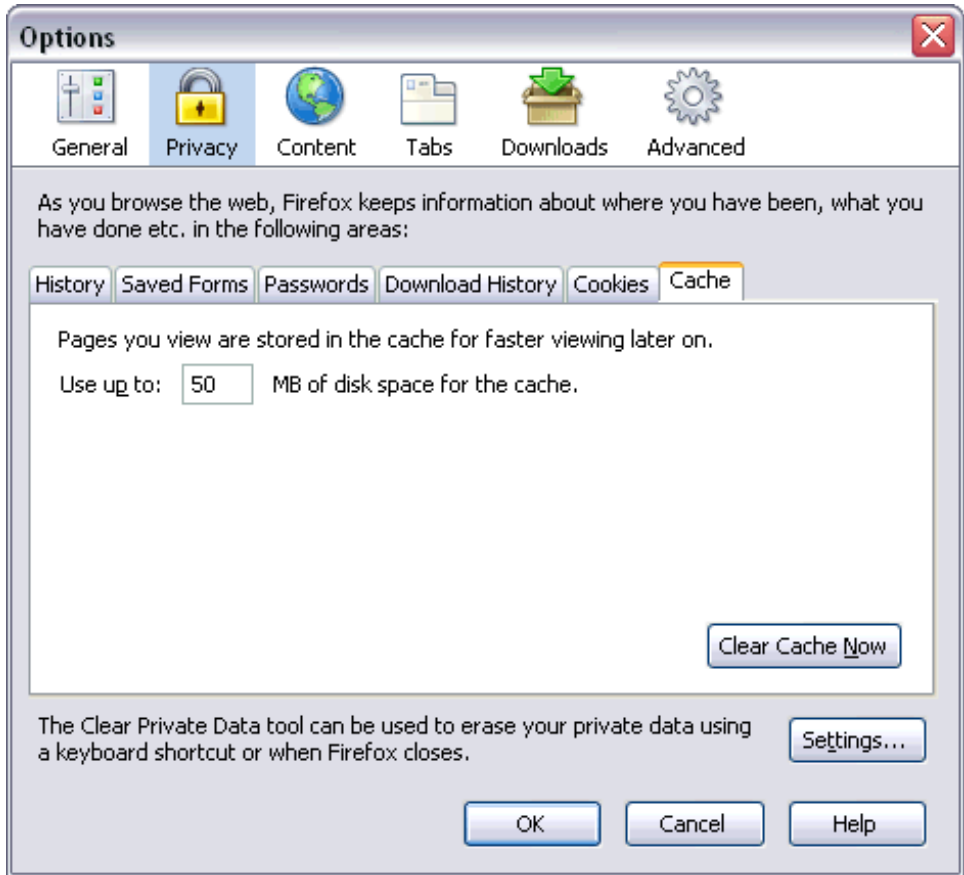 Options
General Privacy Content Tabs Downloads Advanced
As you browse the web, Firefox keeps information about where you have been, what you
have done etc. in the following areas:
History Saved Forms Passwords Download History Cookies Cache
Pages you view are stored in the cache for faster viewing later on.
Use up to: 50 MB of disk space for the cache.
Clear Cache Now
The Clear Private Data tool can be used to erase your private data using
a keyboard shortcut or when Firefox closes.
Settings...
OK Cancel Help